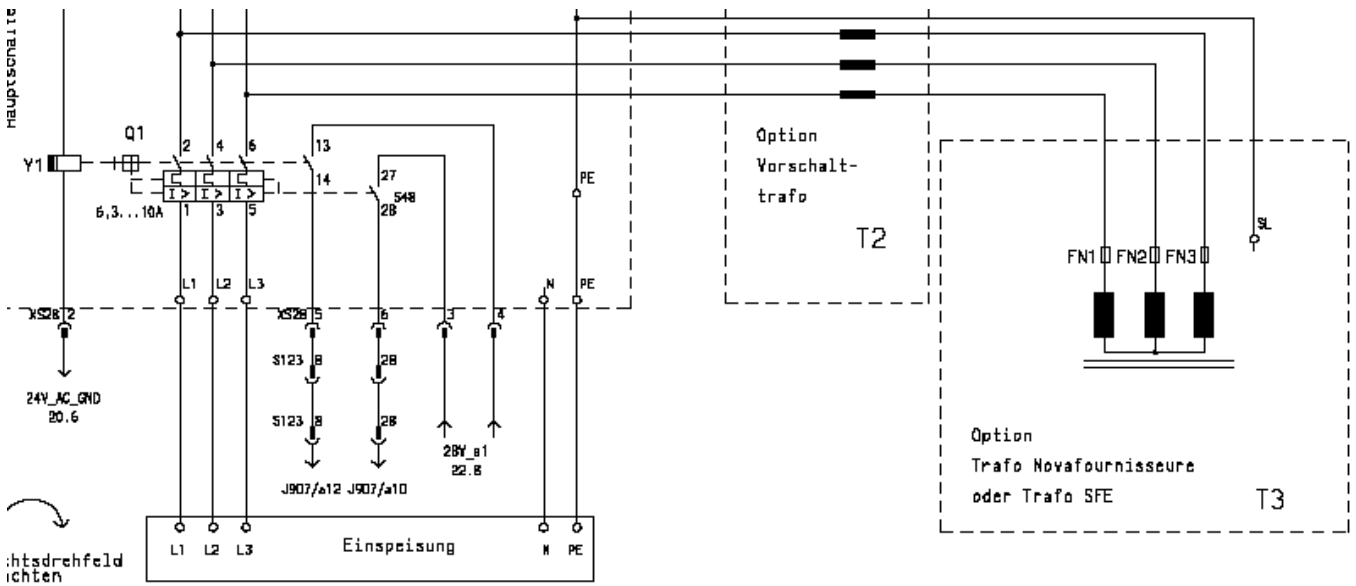 Hauptschalte
Q1
2 4 6 13
Y1
14
27
S48
28
PE
6,3...10A
I > I > I >
1 3 5
L1 L2 L3
N PE
XS28 2
XS28 5 6 3 4
S123 8 28
24V_AC_GND
20.6
S123 8 28
28V_a1
22.8
J907/a12 J907/a10
L1 L2 L3 Einspeisung N PE
chtsdrehfeld
achten
Option
Vorschalt-
trafo
T2
SL
FN1 FN2 FN3
Option
Trafo Novafournisseure
oder Trafo SFE
T3